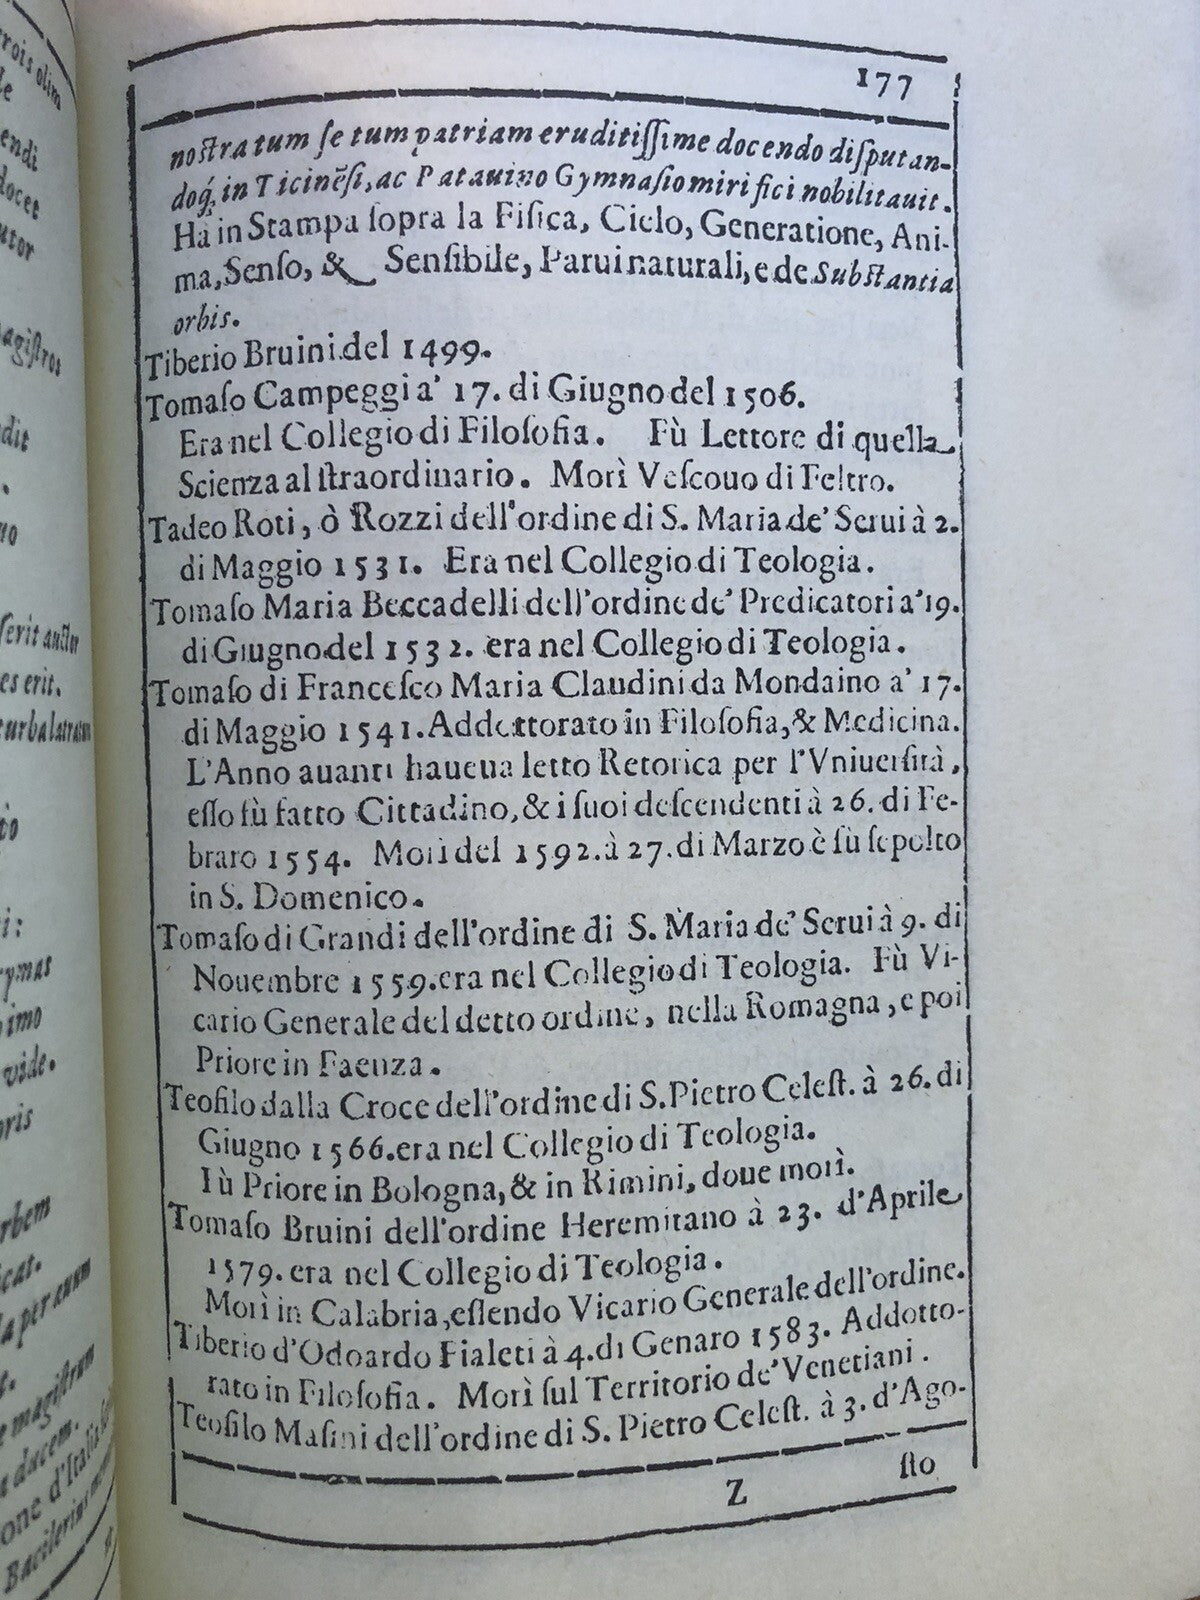 177
noſtratum ſe tum patriam eruditiſſime docendo diſputan-
doq́; in Ticinẽſi, ac Patauino Gymnaſio mirifici nobilitauit.
Hà in Stampa ſopra la Fiſica, Cielo, Generatione, Ani-
ma, Senſo, & Senſibile, Parui naturali, e de Subſtantia
orbis.
Tiberio Bruini del 1499.
Tomaſo Campeggi a' 17. di Giugno del 1506.
Era nel Collegio di Filoſofia. Fù Lettore di quella
Scienza al ſtraordinario. Morì Veſcouo di Feltro.
Tadeo Roti, ò Rozzi dell'ordine di S. Maria de' Serui à 2.
di Maggio 1531. Era nel Collegio di Teologia.
Tomaſo Maria Beccadelli dell'ordine de' Predicatori a' 19.
di Giugno del 1532. era nel Collegio di Teologia.
Tomaſo di Franceſco Maria Claudini da Mondaino a' 17.
di Maggio 1541. Addottorato in Filoſofia, & Medicina.
L'Anno auanti haueua letto Retorica per l'Vniuerſità,
eſſo fù fatto Cittadino, & i ſuoi deſcendenti à 26. di Fe-
braro 1554. Morì del 1592. à 27. di Marzo è fù ſepolto
in S. Domenico.
Tomaſo di Grandi dell'ordine di S. Maria de' Serui à 9. di
Nouembre 1559. era nel Collegio di Teologia. Fù Vi-
cario Generale del detto ordine, nella Romagna, e poi
Priore in Faenza.
Teofilo dalla Croce dell'ordine di S. Pietro Celeſt. à 26. di
Giugno 1566. era nel Collegio di Teologia.
Fù Priore in Bologna, & in Rimini, doue morì.
Tomaſo Bruini dell'ordine Heremitano à 23. d'Aprile
1579. era nel Collegio di Teologia.
Morì in Calabria, eſſendo Vicario Generale dell'ordine.
Tiberio d'Odoardo Fialeti à 4. di Genaro 1583. Addotto-
rato in Filoſofia. Morì ſul Territorio de' Venetiani.
Teofilo Maſini dell'ordine di S. Pietro Celeſt. à 3. d'Ago-
Z ſto